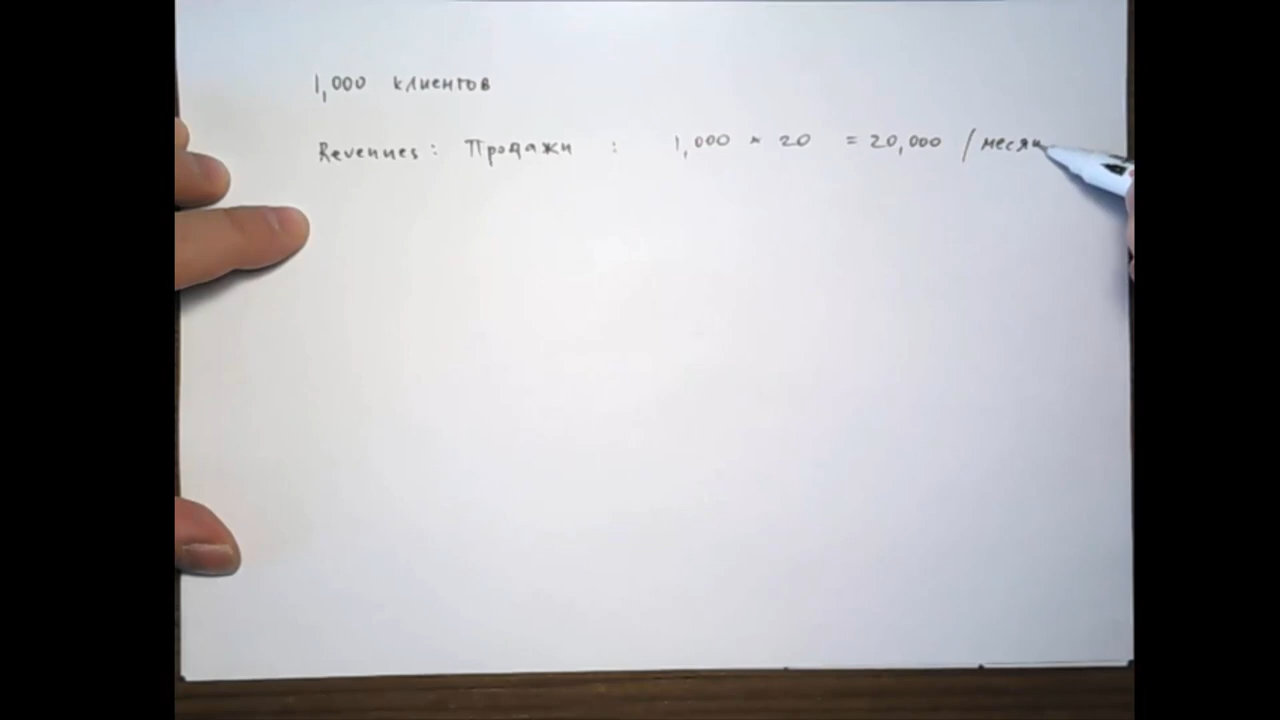 1,000 клиентов
Revenues: Продажи : 1,000 × 20 = 20,000 / месяц